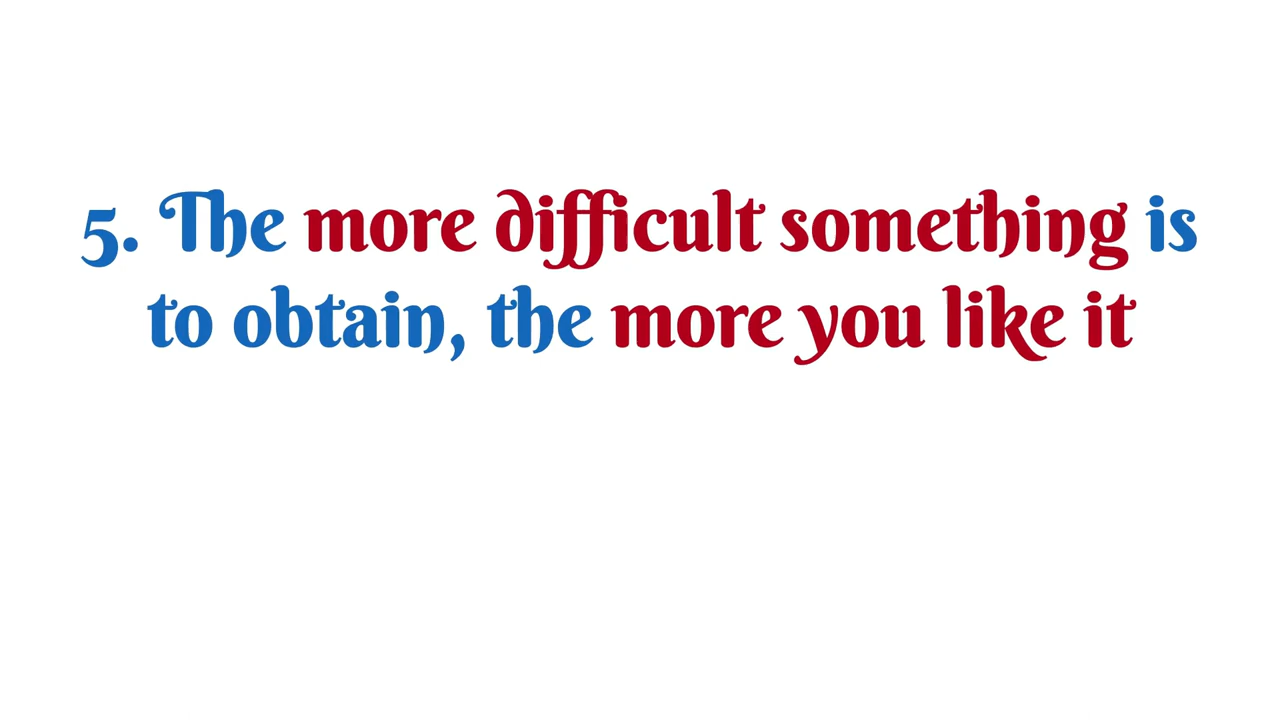 5. The more difficult something is
to obtain, the more you like it